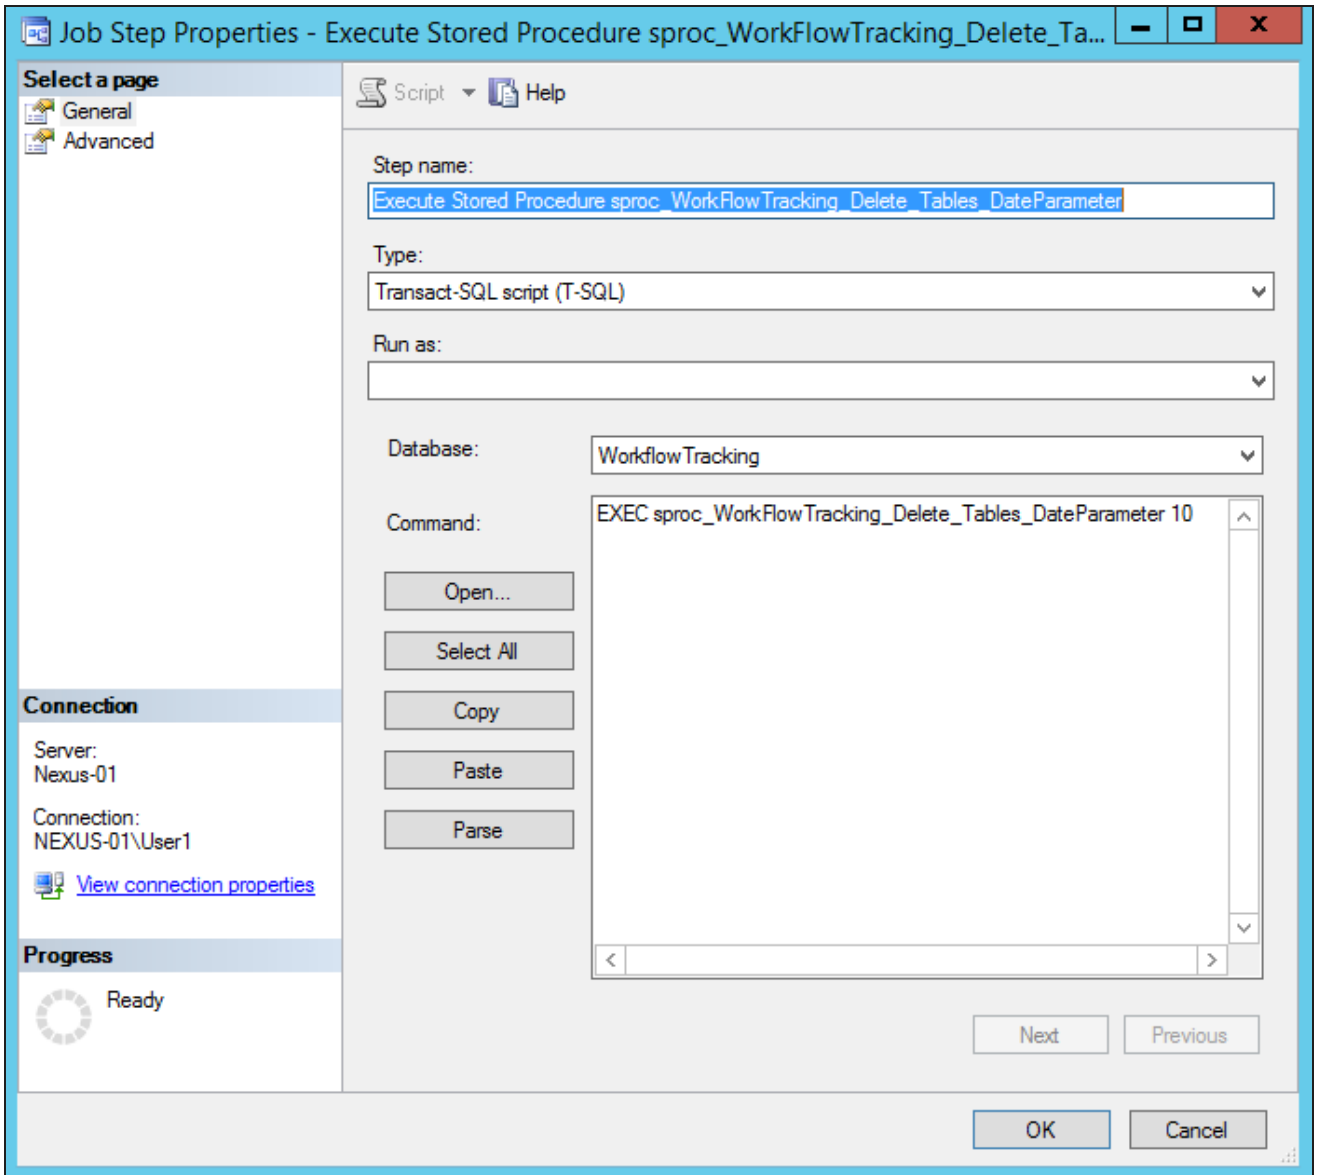 Job Step Properties - Execute Stored Procedure sproc_WorkFlowTracking_Delete_Ta...
Select a page
General
Advanced
Script
Help
Step name:
Execute Stored Procedure sproc_WorkFlowTracking_Delete_Tables_DateParameter
Type:
Transact-SQL script (T-SQL)
Run as:
Database:
WorkflowTracking
Command:
EXEC sproc_WorkFlowTracking_Delete_Tables_DateParameter 10
Open...
Select All
Copy
Paste
Parse
Connection
Server:
Nexus-01
Connection:
NEXUS-01\User1
View connection properties
Progress
Ready
Next
Previous
OK
Cancel